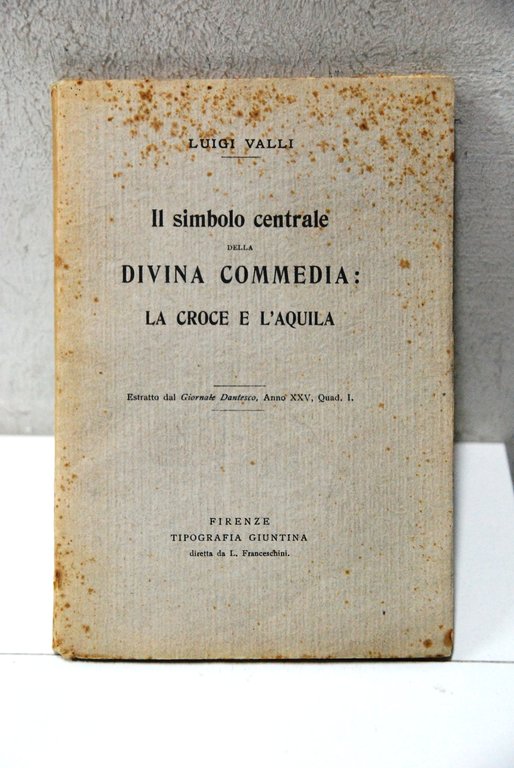 LUIGI VALLI
Il simbolo centrale
DELLA
DIVINA COMMEDIA:
LA CROCE E L'AQUILA
Estratto dal Giornale Dantesco, Anno XXV, Quad. I.
FIRENZE
TIPOGRAFIA GIUNTINA
diretta da L. Franceschini.